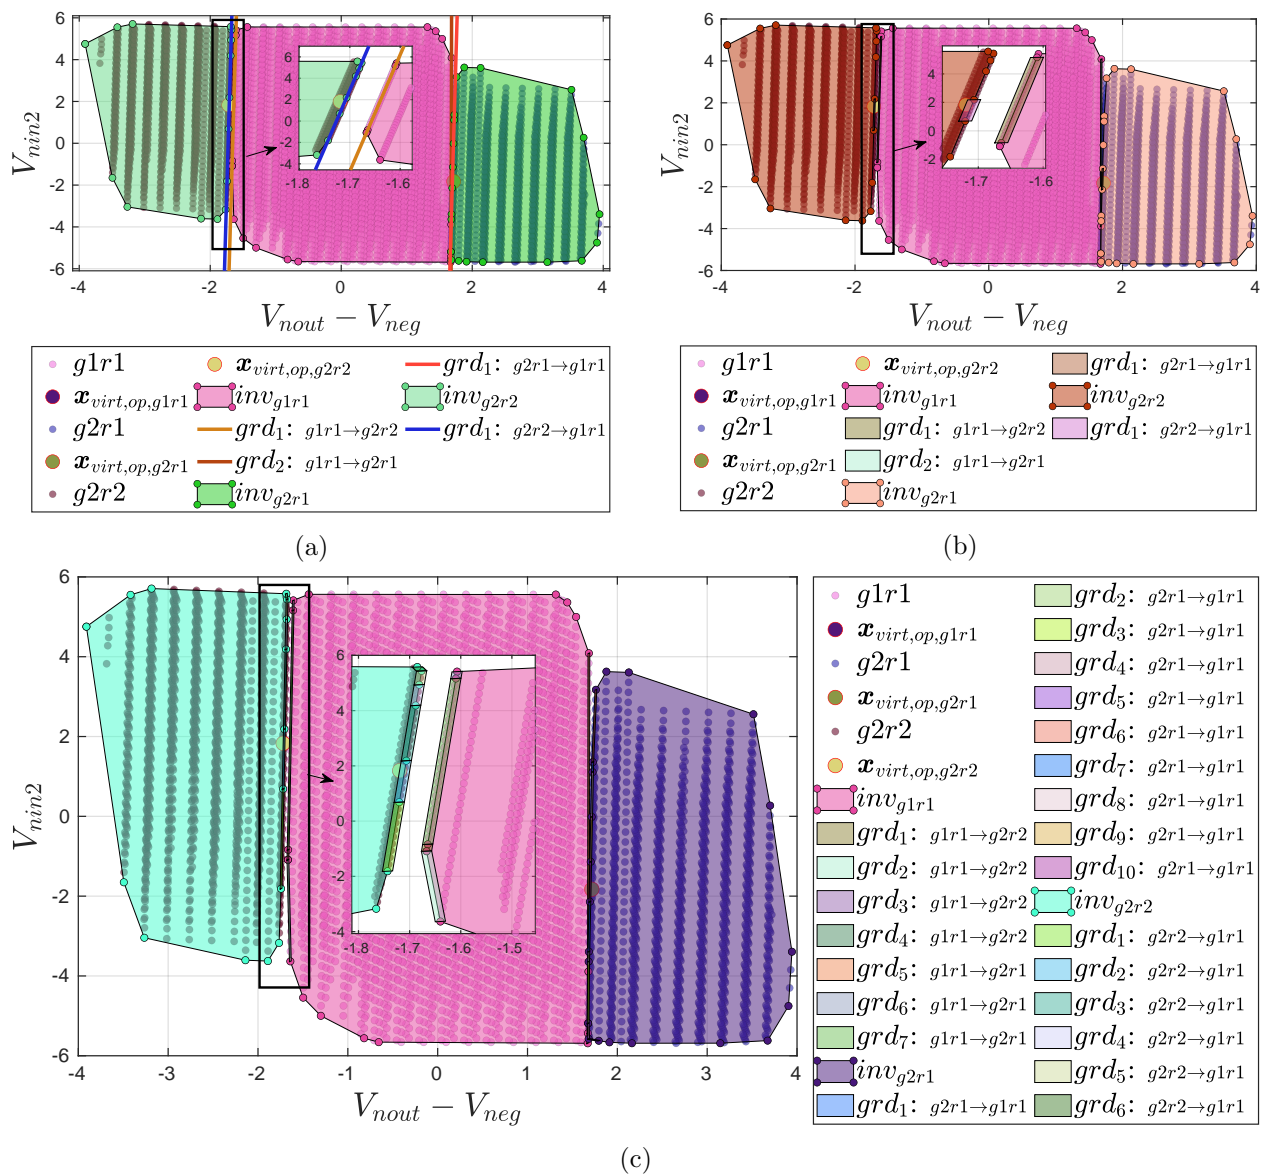 6
4
2
0
-2
-4
-6
V_nin2
-4 -2 0 2 4
V_nout − V_neg
6
4
2
0
-2
-4
-1.8 -1.7 -1.6
g1r1
x_virt,op,g1r1
g2r1
x_virt,op,g2r1
g2r2
x_virt,op,g2r2
inv_g1r1
grd_1: g1r1→g2r2
grd_2: g1r1→g2r1
inv_g2r1
grd_1: g2r1→g1r1
inv_g2r2
grd_1: g2r2→g1r1
(a)
6
4
2
0
-2
-4
-6
V_nin2
-4 -2 0 2 4
V_nout − V_neg
4
2
0
-2
-1.7 -1.6
g1r1
x_virt,op,g1r1
g2r1
x_virt,op,g2r1
g2r2
x_virt,op,g2r2
inv_g1r1
grd_1: g1r1→g2r2
grd_2: g1r1→g2r1
inv_g2r1
grd_1: g2r1→g1r1
inv_g2r2
grd_1: g2r2→g1r1
(b)
6
4
2
0
-2
-4
-6
V_nin2
-4 -3 -2 -1 0 1 2 3 4
V_nout − V_neg
6
4
2
0
-2
-4
-1.8 -1.7 -1.6 -1.5
g1r1
x_virt,op,g1r1
g2r1
x_virt,op,g2r1
g2r2
x_virt,op,g2r2
inv_g1r1
grd_1: g1r1→g2r2
grd_2: g1r1→g2r2
grd_3: g1r1→g2r2
grd_4: g1r1→g2r2
grd_5: g1r1→g2r1
grd_6: g1r1→g2r1
grd_7: g1r1→g2r1
inv_g2r1
grd_1: g2r1→g1r1
grd_2: g2r1→g1r1
grd_3: g2r1→g1r1
grd_4: g2r1→g1r1
grd_5: g2r1→g1r1
grd_6: g2r1→g1r1
grd_7: g2r1→g1r1
grd_8: g2r1→g1r1
grd_9: g2r1→g1r1
grd_10: g2r1→g1r1
inv_g2r2
grd_1: g2r2→g1r1
grd_2: g2r2→g1r1
grd_3: g2r2→g1r1
grd_4: g2r2→g1r1
grd_5: g2r2→g1r1
grd_6: g2r2→g1r1
(c)